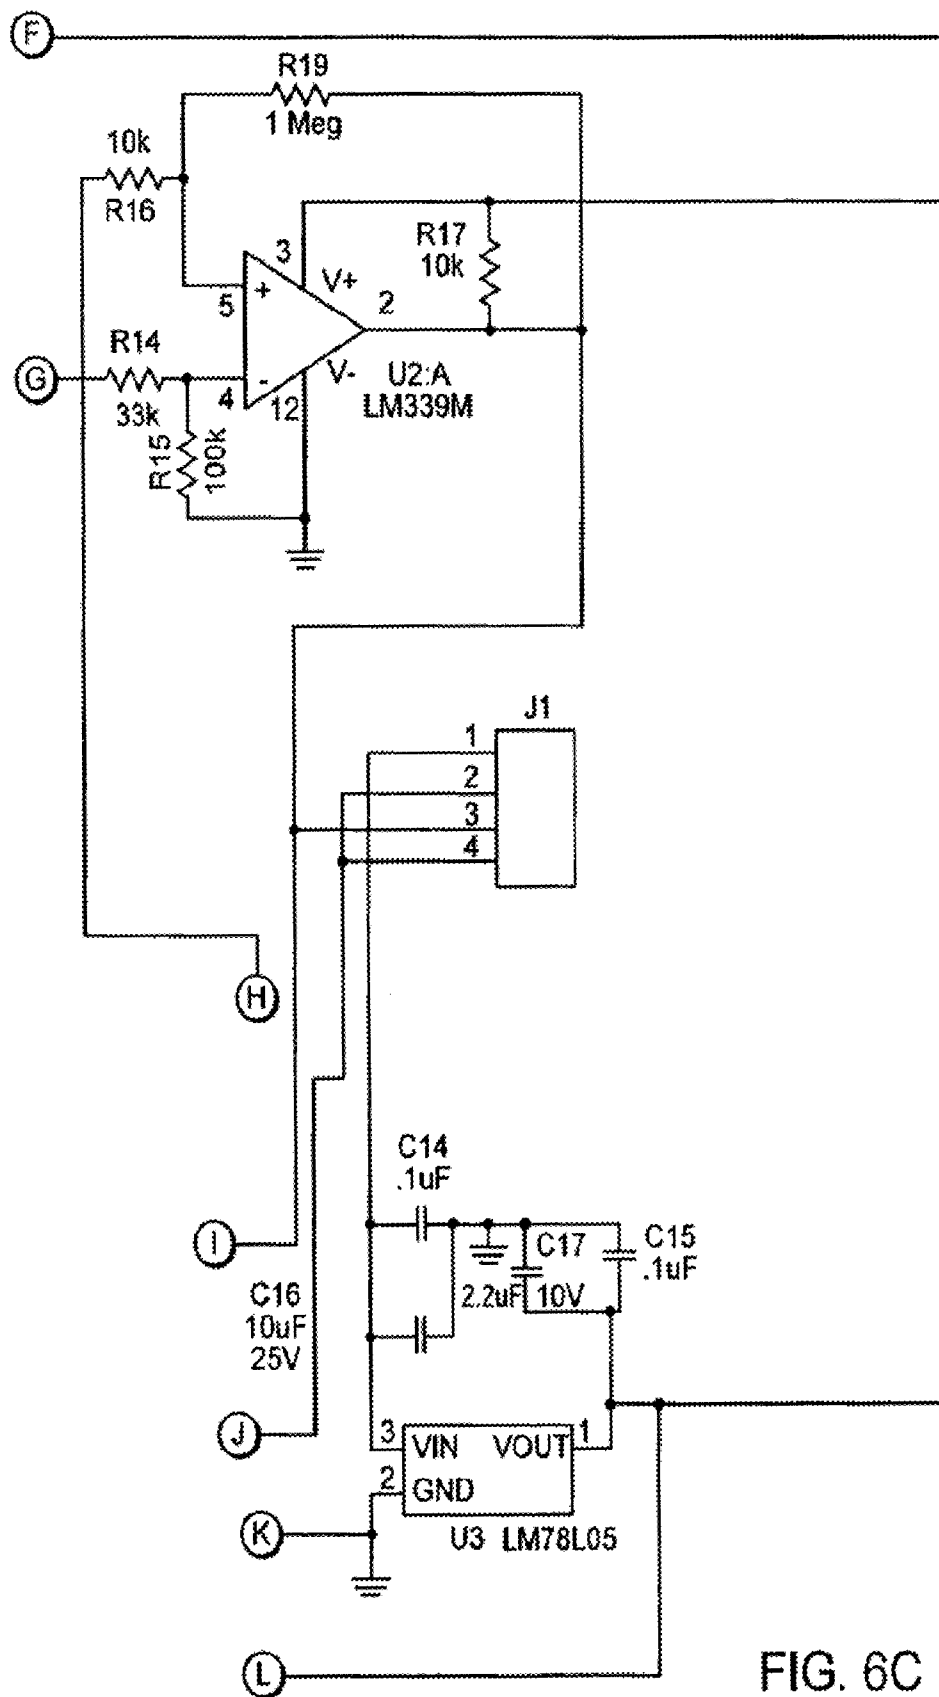 F
R19
1 Meg
10k
R16
R17
10k
3
V+
5
+
2
R14
G
33k
4
-
12
V-
U2:A
LM339M
R15
100k
J1
1
2
3
4
H
C14
.1uF
I
C17
C15
.1uF
2.2uF
10V
C16
10uF
25V
J
3
VIN
VOUT
1
2
GND
K
U3 LM78L05
L
FIG. 6C